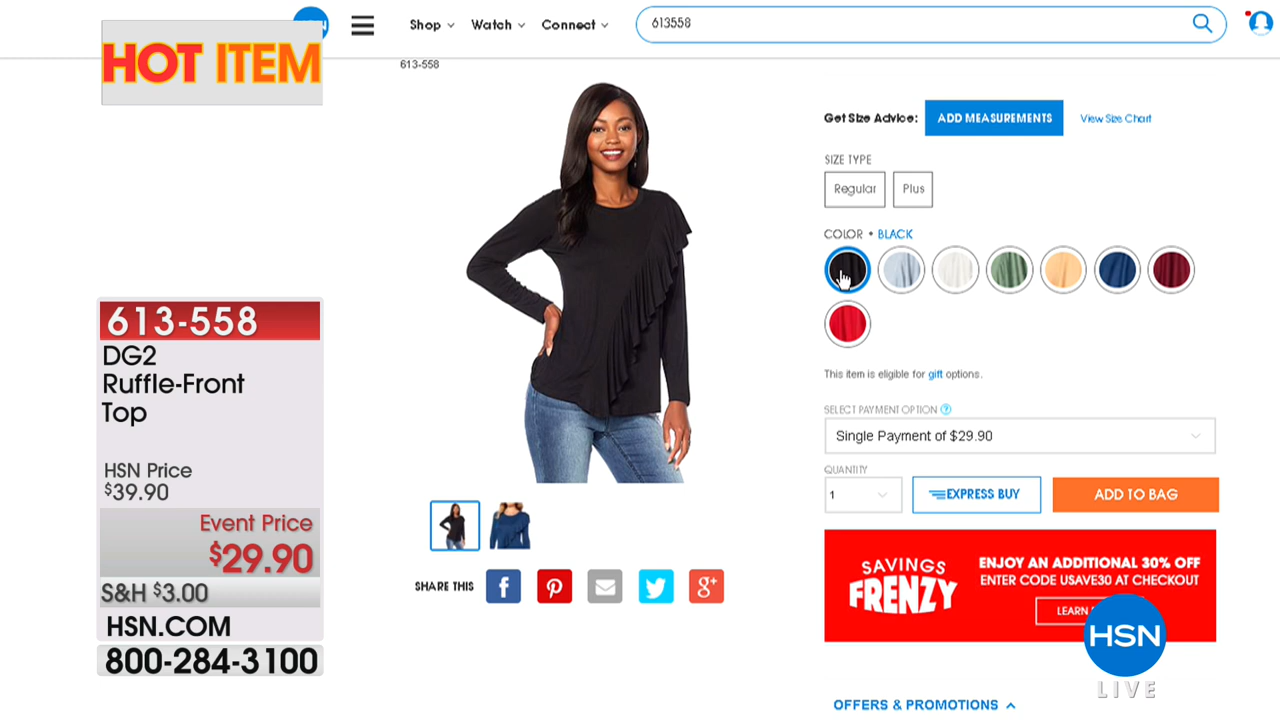 HOT ITEM
Shop
Watch
Connect
613558
613-558
Get Size Advice:
ADD MEASUREMENTS
View Size Chart
SIZE TYPE
Regular
Plus
COLOR • BLACK
This item is eligible for gift options.
SELECT PAYMENT OPTION ?
Single Payment of $29.90
QUANTITY
1
EXPRESS BUY
ADD TO BAG
SAVINGS
FRENZY
ENJOY AN ADDITIONAL 30% OFF
ENTER CODE USAVE30 AT CHECKOUT
LEARN
OFFERS & PROMOTIONS
SHARE THIS
f
g+
613-558
DG2
Ruffle-Front
Top
HSN Price
$39.90
Event Price
$29.90
S&H $3.00
HSN.COM
800-284-3100
HSN
LIVE